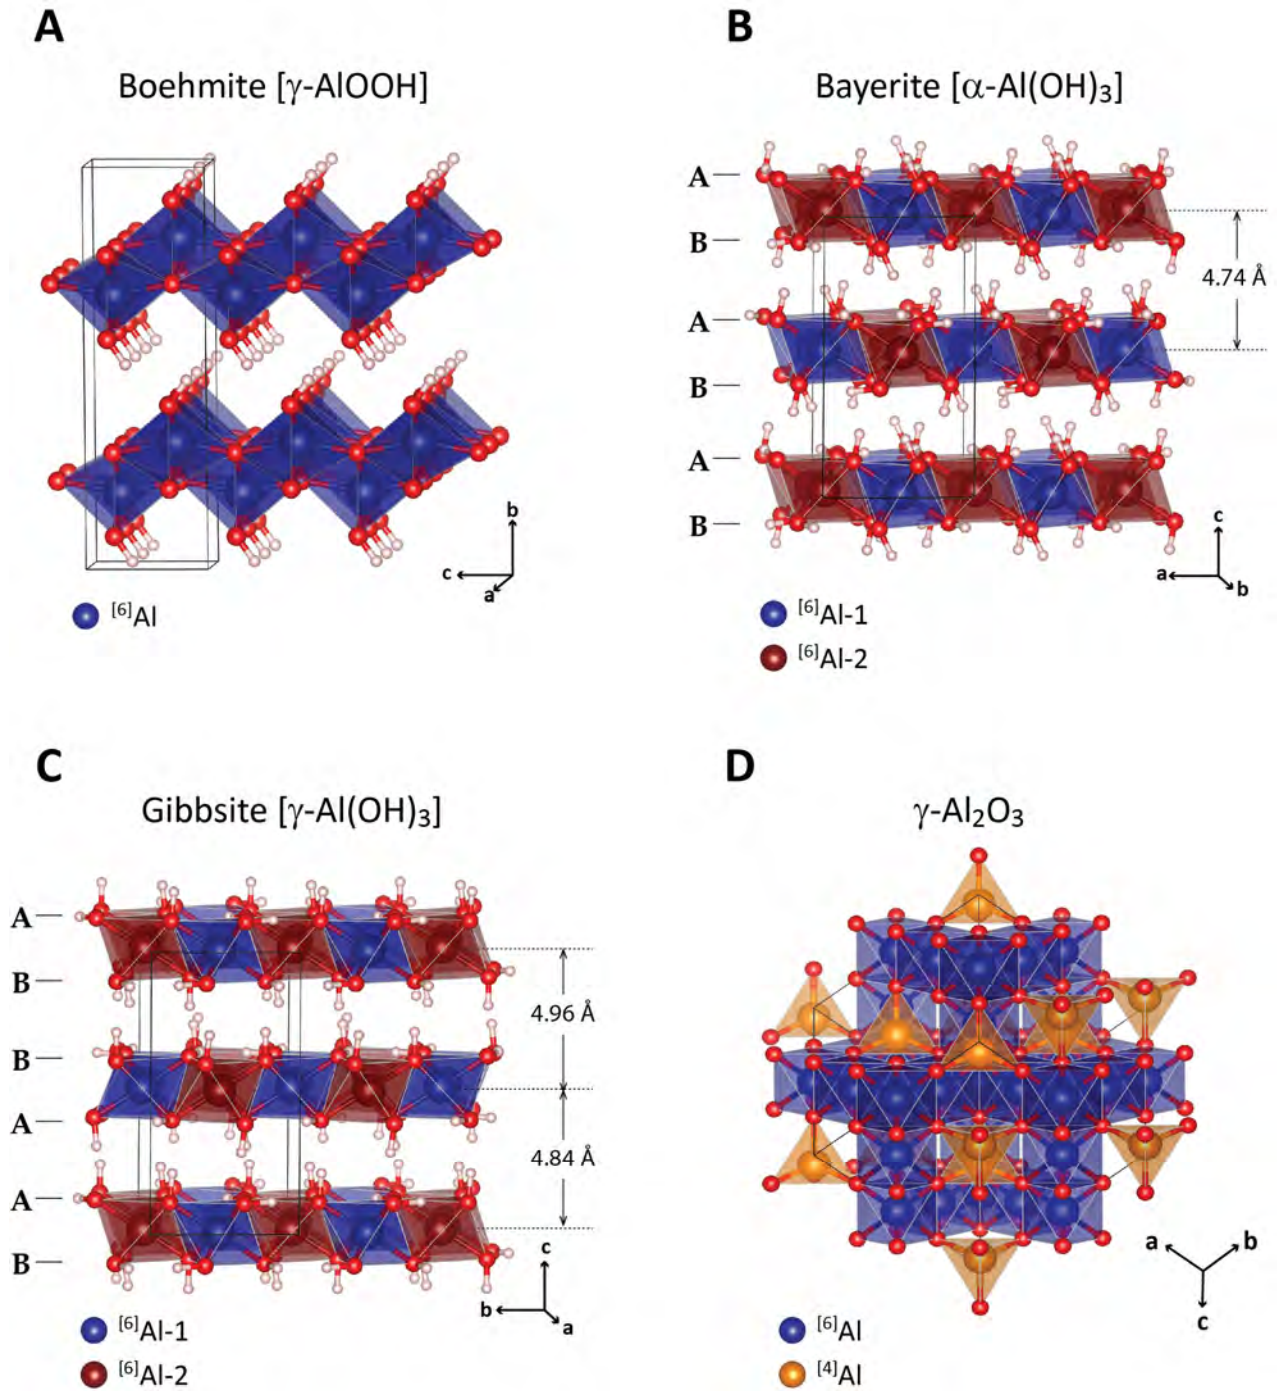 A
Boehmite [γ-AlOOH]
b
c
a
[6]Al
B
Bayerite [α-Al(OH)3]
A
B
A
B
A
B
4.74 Å
c
a
b
[6]Al-1
[6]Al-2
C
Gibbsite [γ-Al(OH)3]
A
B
B
A
A
B
4.96 Å
4.84 Å
c
b
a
[6]Al-1
[6]Al-2
D
γ-Al2O3
a
b
c
[6]Al
[4]Al